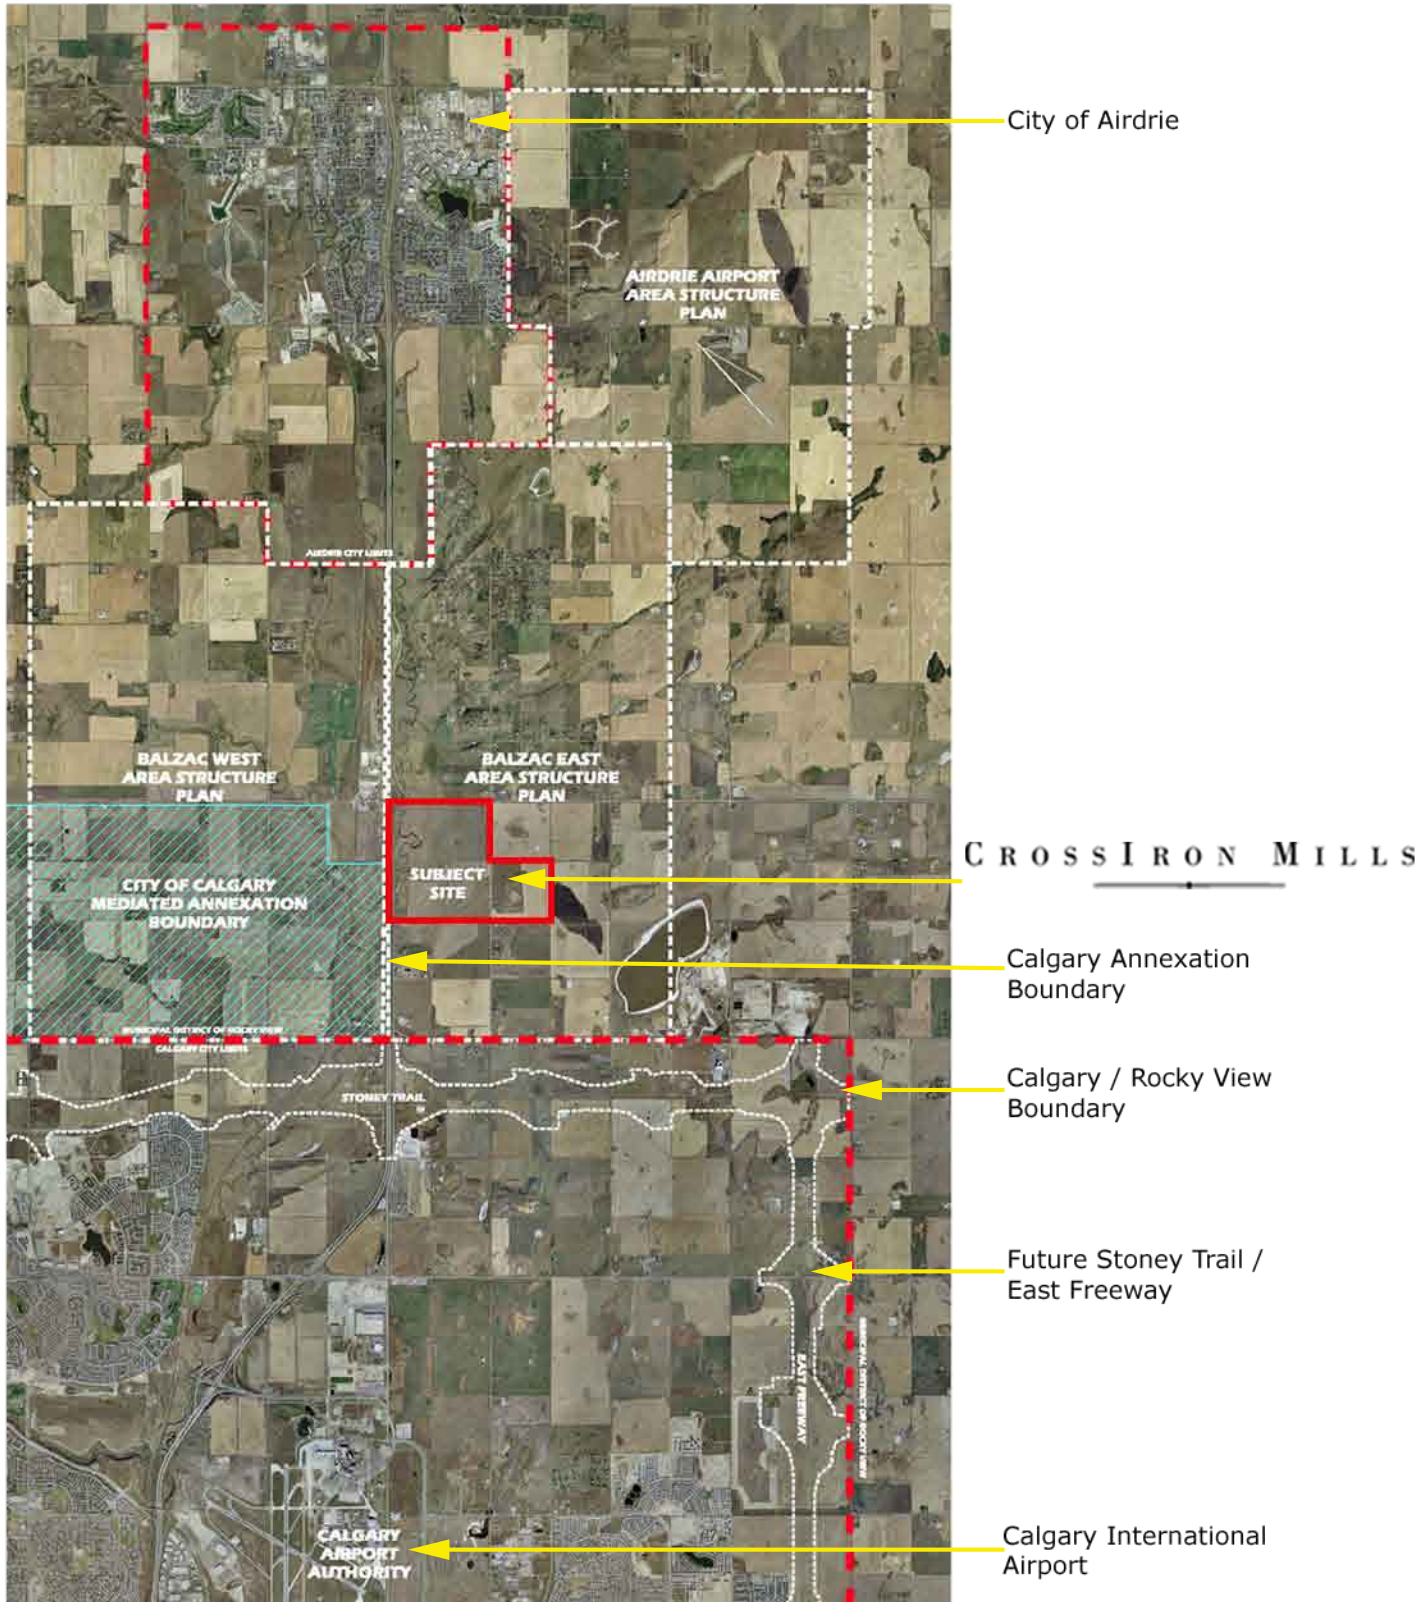 City of Airdrie
AIRDRIE AIRPORT
AREA STRUCTURE
PLAN
AIRDRIE CITY LIMITS
BALZAC WEST
AREA STRUCTURE
PLAN
BALZAC EAST
AREA STRUCTURE
PLAN
CROSSIRON MILLS
SUBJECT
SITE
CITY OF CALGARY
MEDIATED ANNEXATION
BOUNDARY
Calgary Annexation
Boundary
MUNICIPAL DISTRICT OF ROCKY VIEW
CALGARY CITY LIMITS
Calgary / Rocky View
Boundary
STONEY TRAIL
Future Stoney Trail /
East Freeway
EAST FREEWAY
MUNICIPAL DISTRICT OF ROCKY VIEW
CALGARY
AIRPORT
AUTHORITY
Calgary International
Airport